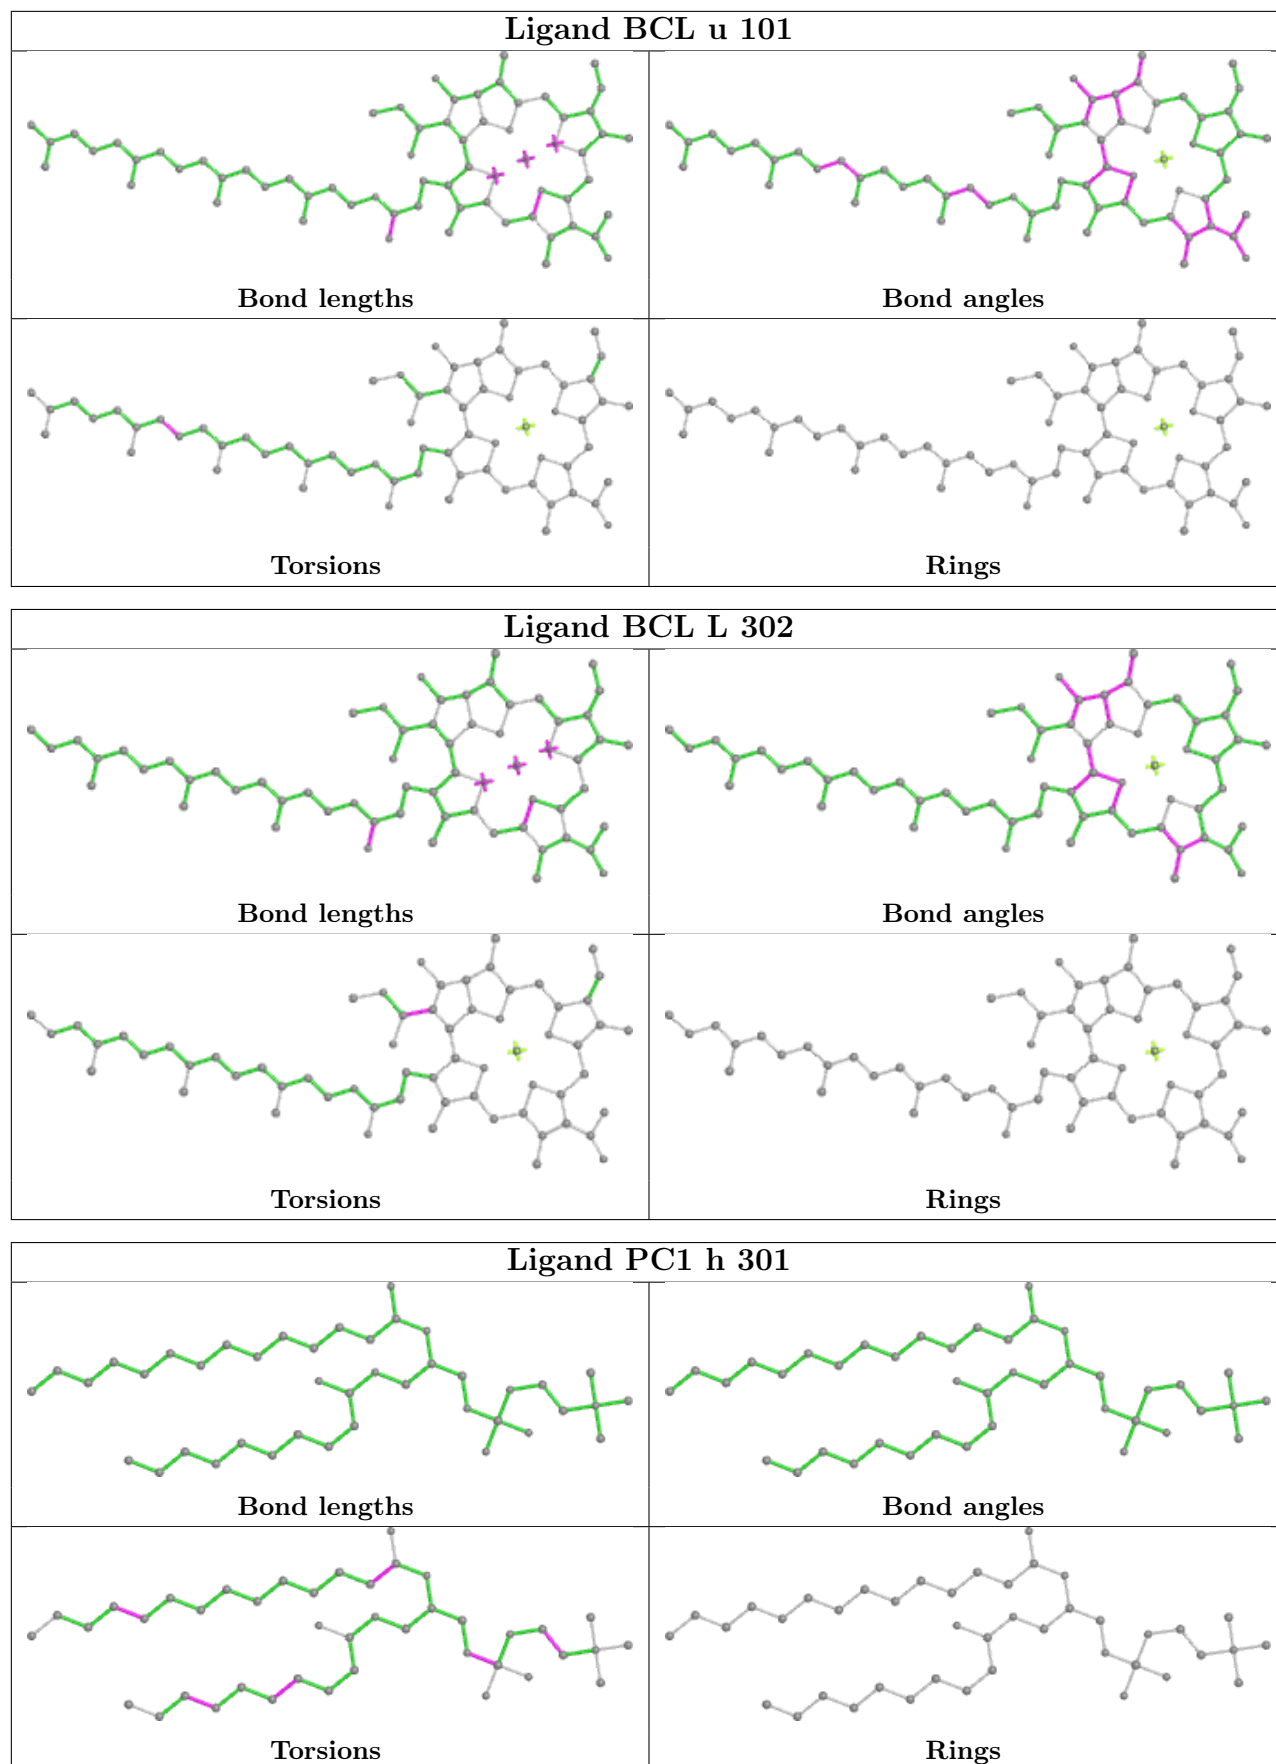 Ligand BCL u 101
Bond lengths
Bond angles
Torsions
Rings
Ligand BCL L 302
Bond lengths
Bond angles
Torsions
Rings
Ligand PC1 h 301
Bond lengths
Bond angles
Torsions
Rings